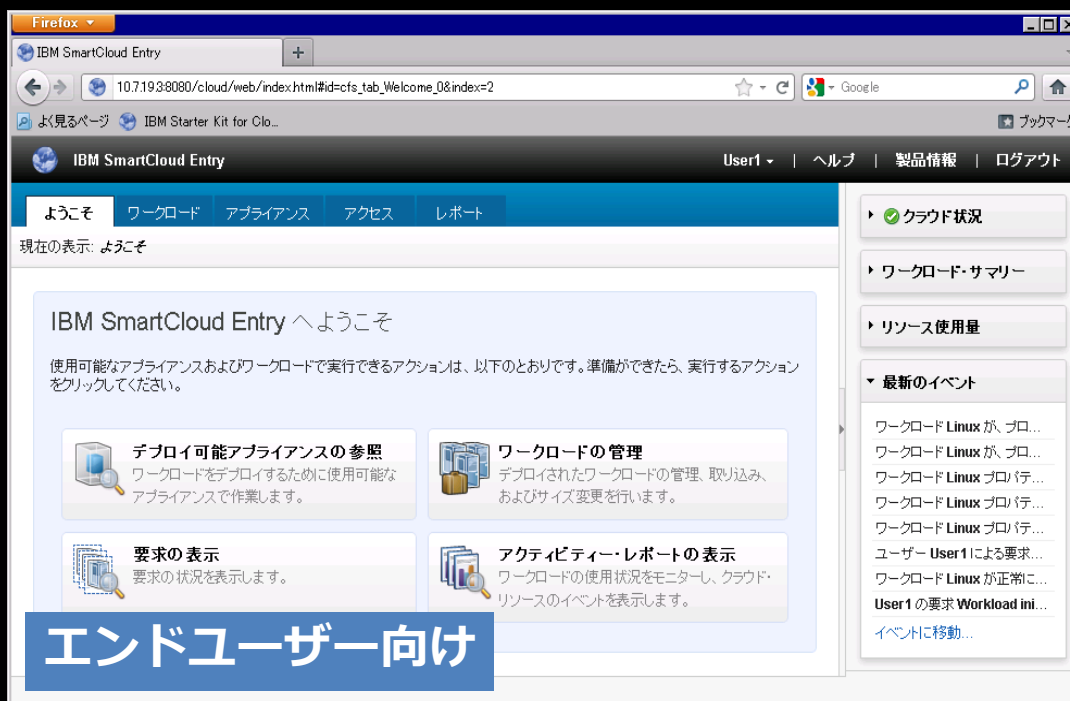 Firefox
IBM SmartCloud Entry
10.7.19.3:8080/cloud/web/index.html#id=cfs_tab_Welcome_0&index=2
Google
よく見るページ
IBM Starter Kit for Clo...
ブックマーク
IBM SmartCloud Entry
User1 | ヘルプ | 製品情報 | ログアウト
ようこそ ワークロード アプライアンス アクセス レポート
現在の表示: ようこそ
IBM SmartCloud Entry へようこそ
使用可能なアプライアンスおよびワークロードで実行できるアクションは、以下のとおりです。準備ができたら、実行するアクション
をクリックしてください。
デプロイ可能アプライアンスの参照
ワークロードをデプロイするために使用可能な
アプライアンスで作業します。
ワークロードの管理
デプロイされたワークロードの管理、取り込み、
およびサイズ変更を行います。
要求の表示
要求の状況を表示します。
アクティビティー・レポートの表示
ワークロードの使用状況をモニターし、クラウド・
リソースのイベントを表示します。
エンドユーザー向け
クラウド状況
ワークロード・サマリー
リソース使用量
最新のイベント
ワークロード Linux が、プロ...
ワークロード Linux が、プロ...
ワークロード Linux プロパテ...
ワークロード Linux プロパテ...
ワークロード Linux プロパテ...
ユーザー User1 による要求...
ワークロード Linux が正常に...
User1 の要求 Workload ini...
イベントに移動...